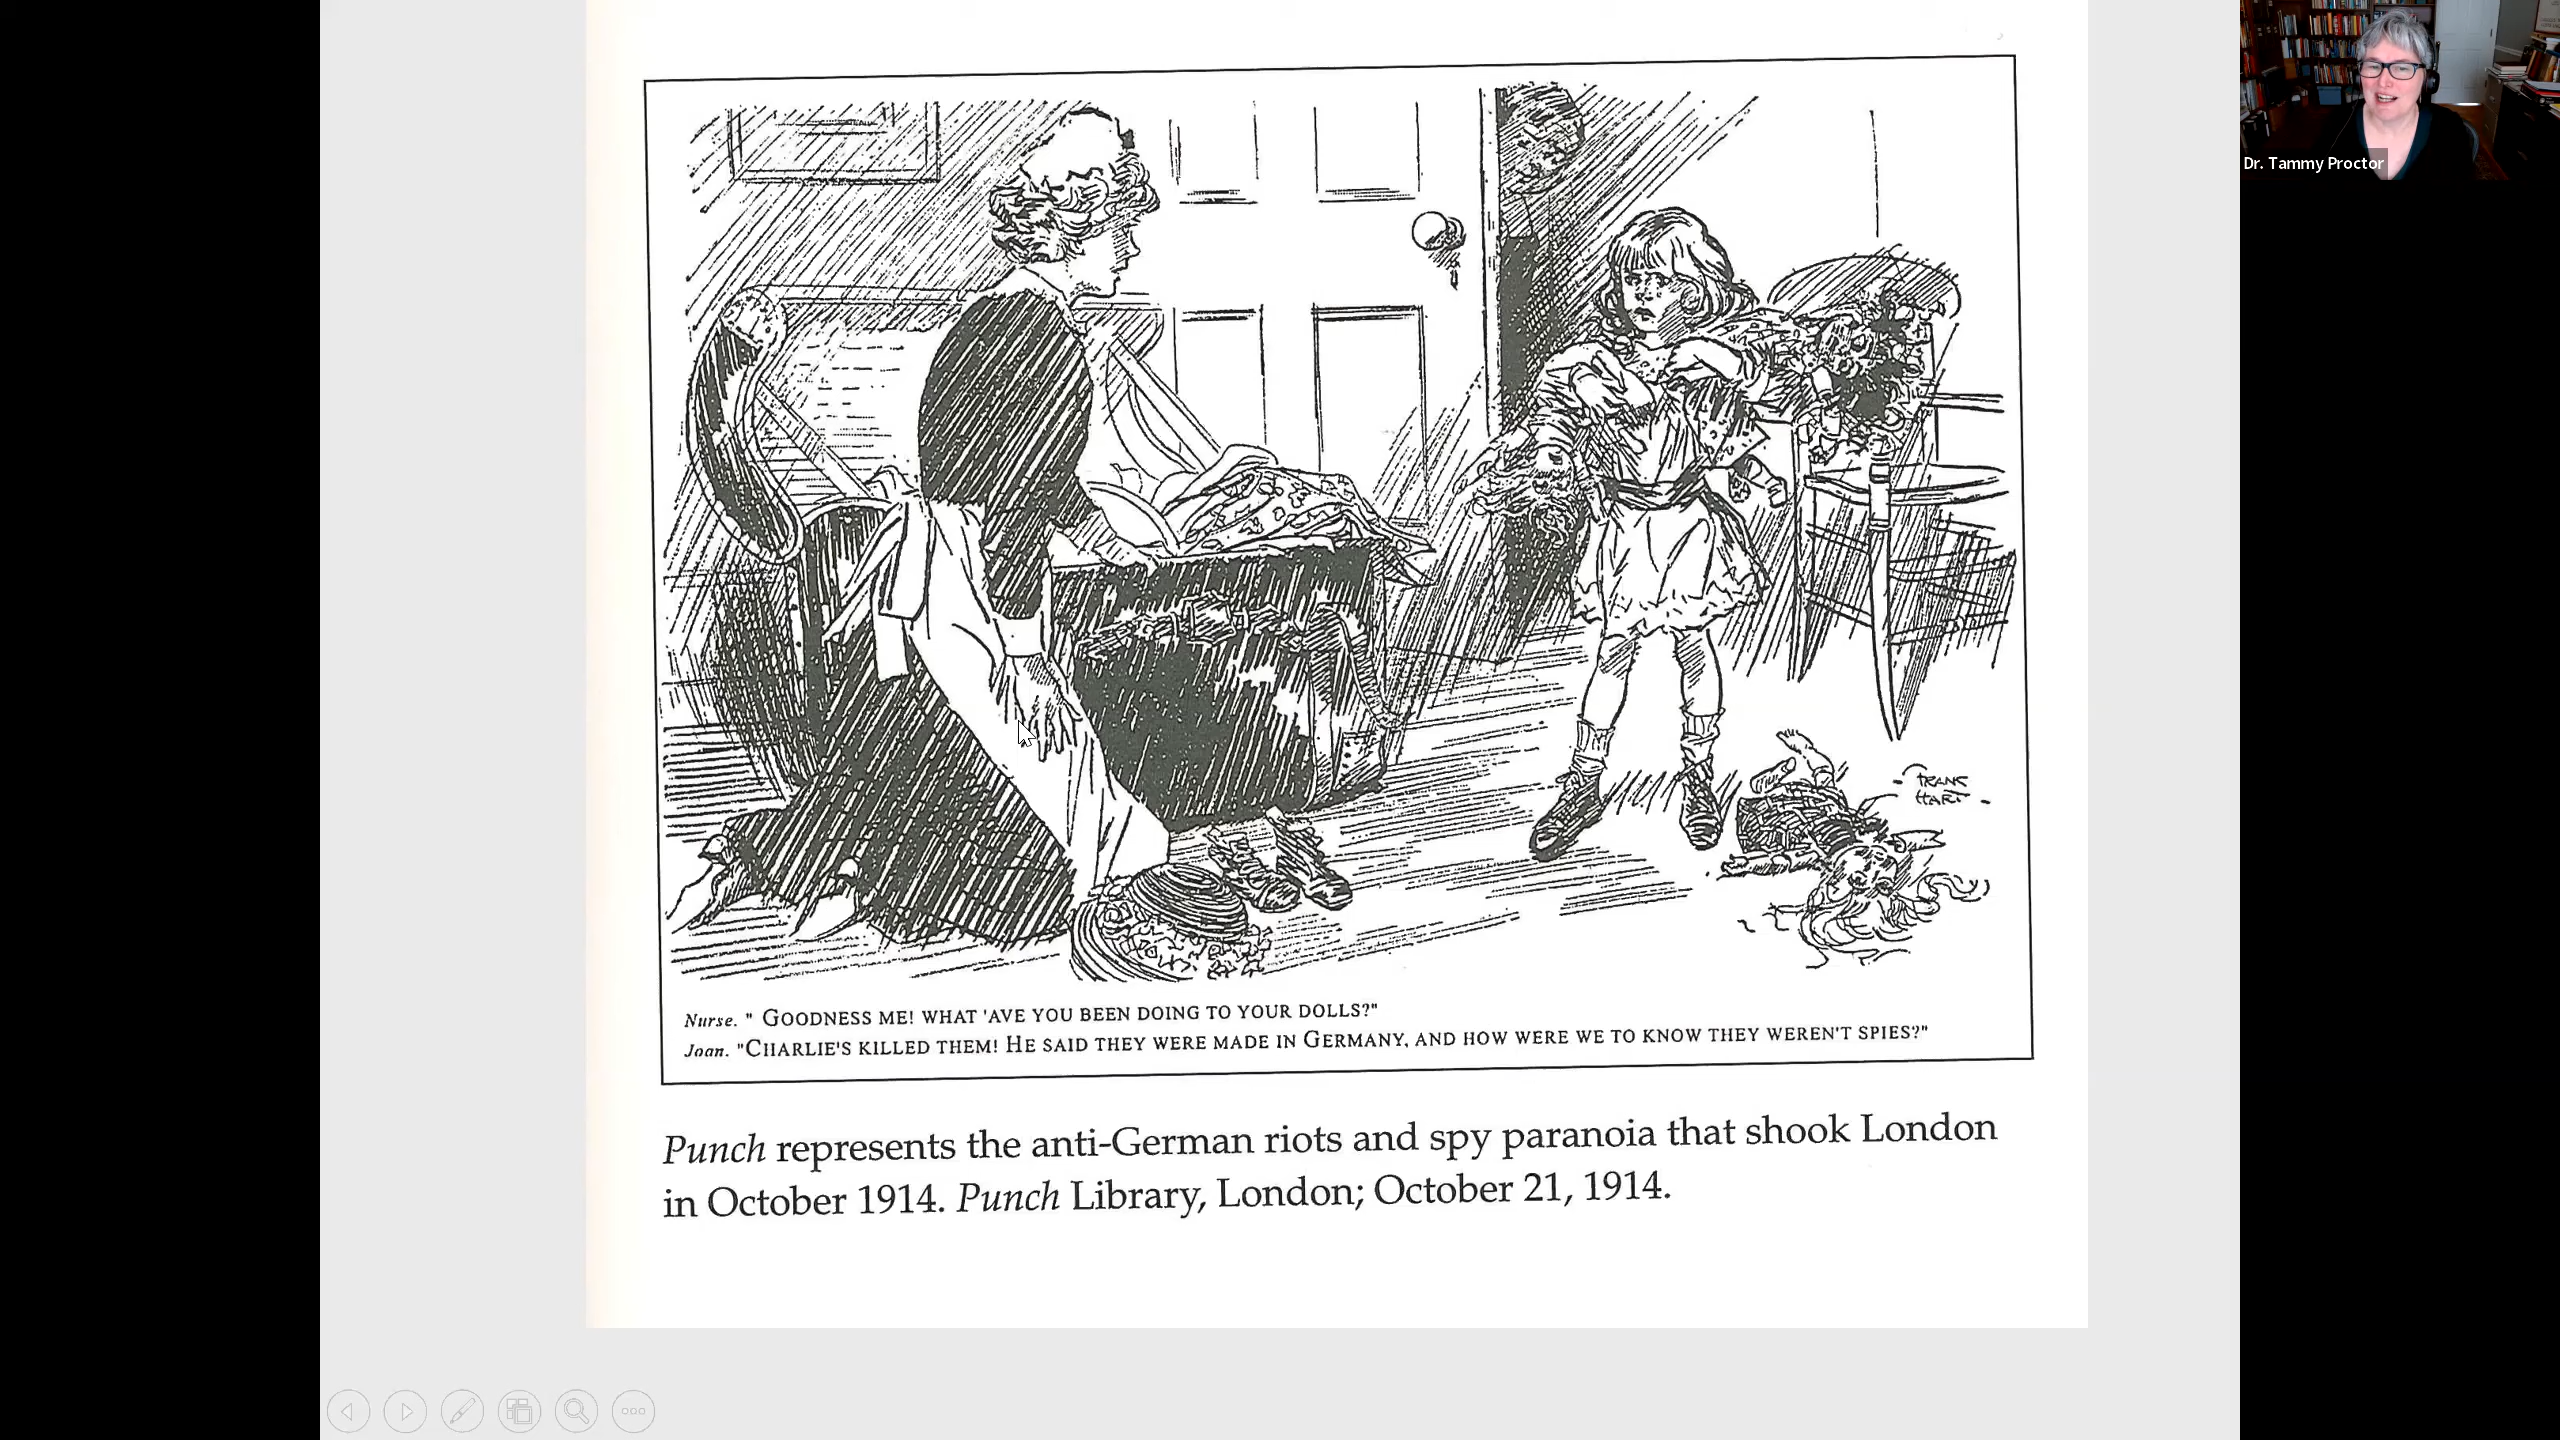 Dr. Tammy Proctor
FRANK
HART
Nurse. " GOODNESS ME! WHAT 'AVE YOU BEEN DOING TO YOUR DOLLS?"
Joan. "CHARLIE'S KILLED THEM! HE SAID THEY WERE MADE IN GERMANY, AND HOW WERE WE TO KNOW THEY WEREN'T SPIES?"
Punch represents the anti-German riots and spy paranoia that shook London
in October 1914. Punch Library, London; October 21, 1914.